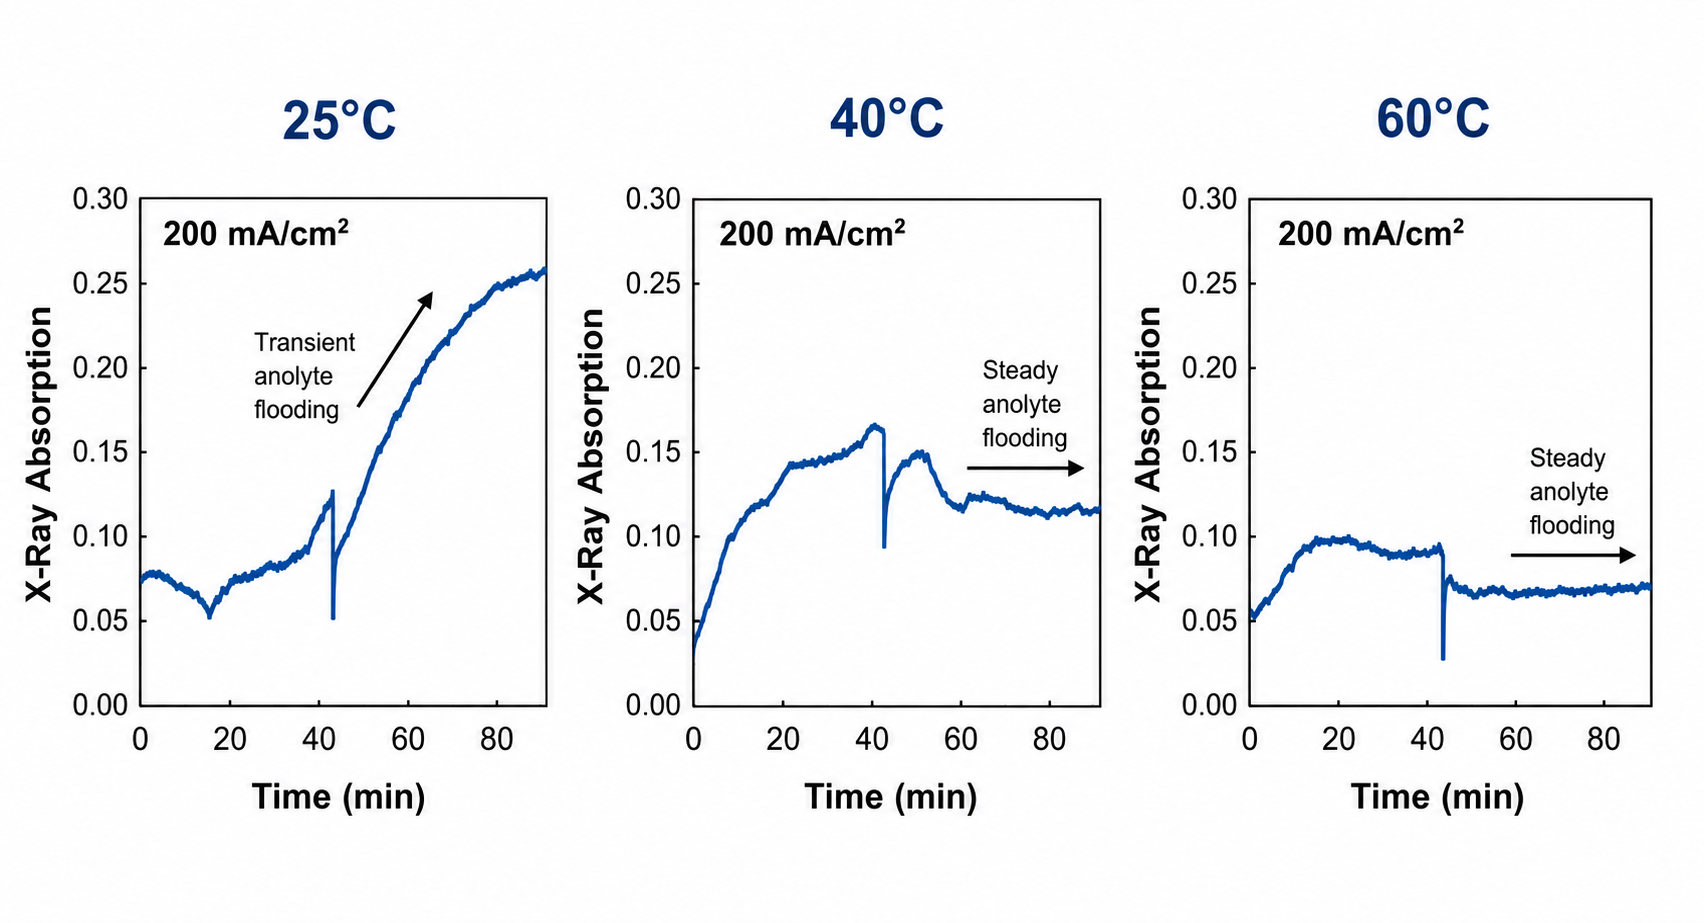 25°C
40°C
60°C
X-Ray Absorption
0.30
0.25
0.20
0.15
0.10
0.05
0.00
200 mA/cm²
Transient
anolyte
flooding
0 20 40 60 80
Time (min)
X-Ray Absorption
0.30
0.25
0.20
0.15
0.10
0.05
0.00
200 mA/cm²
Steady
anolyte
flooding
0 20 40 60 80
Time (min)
X-Ray Absorption
0.30
0.25
0.20
0.15
0.10
0.05
0.00
200 mA/cm²
Steady
anolyte
flooding
0 20 40 60 80
Time (min)